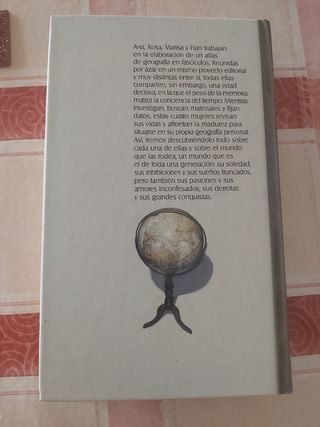 Ana, Rosa, Marisa y Fran trabajan
en la elaboración de un atlas
de geografía en fascículos. Reunidas
por azar en un mismo proyecto editorial
y muy distintas entre sí, todas ellas
comparten, sin embargo, una edad
decisiva, en la que el peso de la memoria
matiza la conciencia del tiempo. Mientras
investigan, buscan materiales y fijan
datos, estas cuatro mujeres revisan
sus vidas y afrontan la madurez para
situarse en su propia geografía personal.
Así, iremos descubriéndolo todo sobre
cada una de ellas y sobre el mundo
que las rodea, un mundo que es
el de toda una generación: su soledad,
sus inhibiciones y sus sueños truncados,
pero también sus pasiones y sus
amores inconfesados, sus derrotas
y sus grandes conquistas.